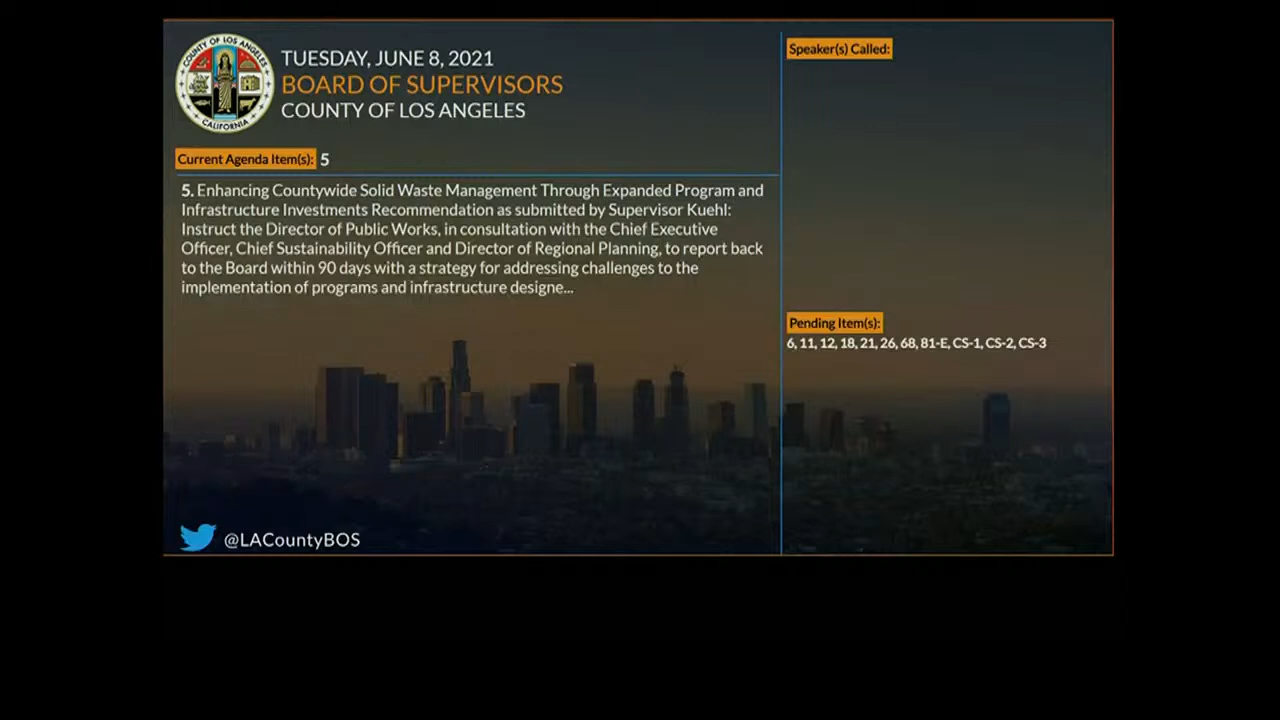 COUNTY OF LOS ANGELES
CALIFORNIA
TUESDAY, JUNE 8, 2021
BOARD OF SUPERVISORS
COUNTY OF LOS ANGELES
Current Agenda Item(s): 5
5. Enhancing Countywide Solid Waste Management Through Expanded Program and
Infrastructure Investments Recommendation as submitted by Supervisor Kuehl:
Instruct the Director of Public Works, in consultation with the Chief Executive
Officer, Chief Sustainability Officer and Director of Regional Planning, to report back
to the Board within 90 days with a strategy for addressing challenges to the
implementation of programs and infrastructure designe...
@LACountyBOS
Speaker(s) Called:
Pending Item(s):
6, 11, 12, 18, 21, 26, 68, 81-E, CS-1, CS-2, CS-3